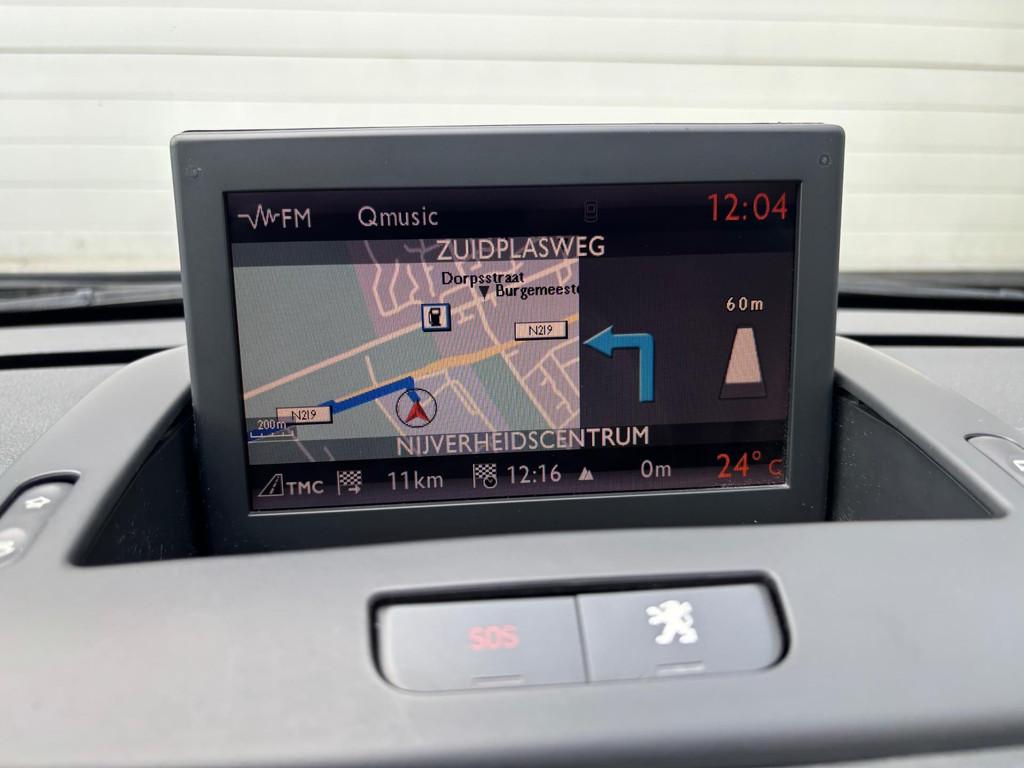 FM Qmusic 12:04
ZUIDPLASWEG
Dorpsstraat
Burgemeeste
60m
N219
N219
200m
NIJVERHEIDSCENTRUM
TMC 11km 12:16 0m 24° C
SOS